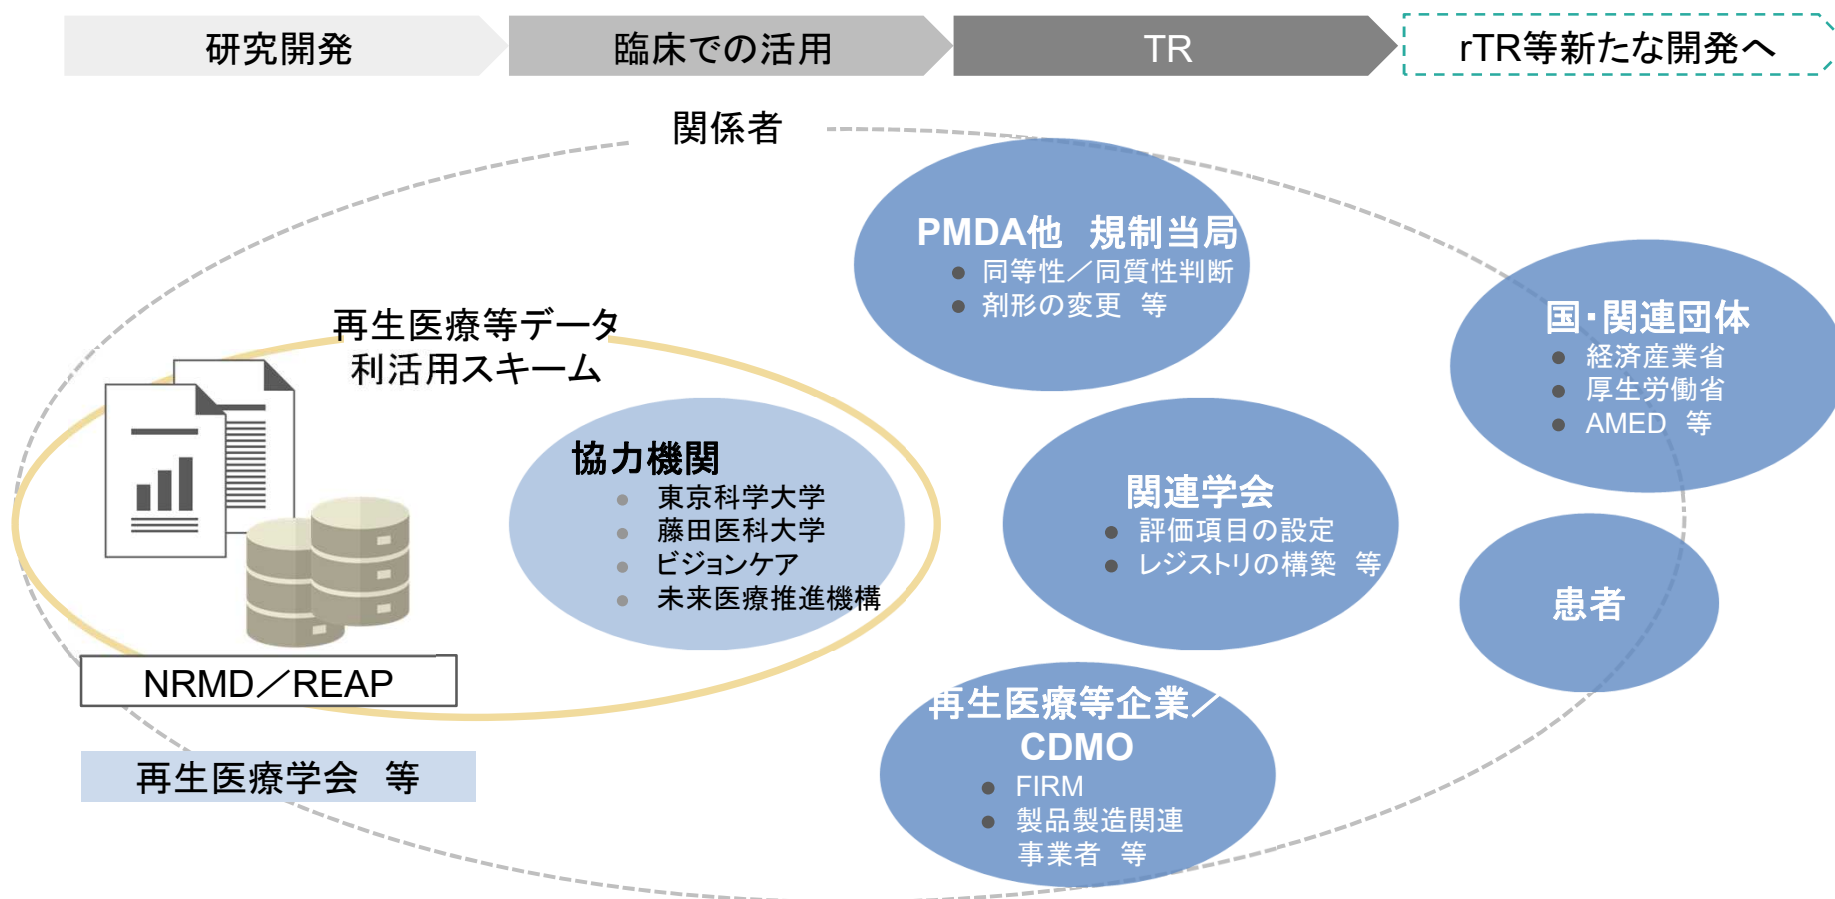 研究開発
臨床での活用
TR
rTR等新たな開発へ
関係者
PMDA他　規制当局
● 同等性／同質性判断
● 剤形の変更　等
国・関連団体
● 経済産業省
● 厚生労働省
● AMED　等
再生医療等データ
利活用スキーム
協力機関
● 東京科学大学
● 藤田医科大学
● ビジョンケア
● 未来医療推進機構
関連学会
● 評価項目の設定
● レジストリの構築　等
患者
NRMD／REAP
再生医療学会　等
再生医療等企業／
CDMO
● FIRM
● 製品製造関連
事業者　等